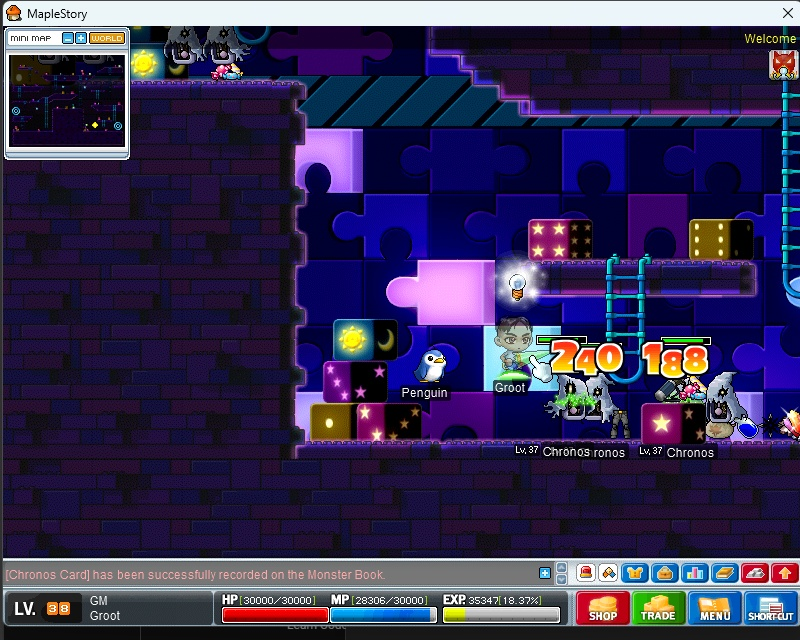 MapleStory
MINI MAP
WORLD
Welcome
240
188
Penguin
Groot
Lv. 37 Chronos
ronos
Lv. 37 Chronos
[Chronos Card] has been successfully recorded on the Monster Book.
LV. 38
GM
Groot
HP[30000/30000]
MP[28306/30000]
EXP.35347[18.37%]
SHOP
TRADE
MENU
SHORTCUT